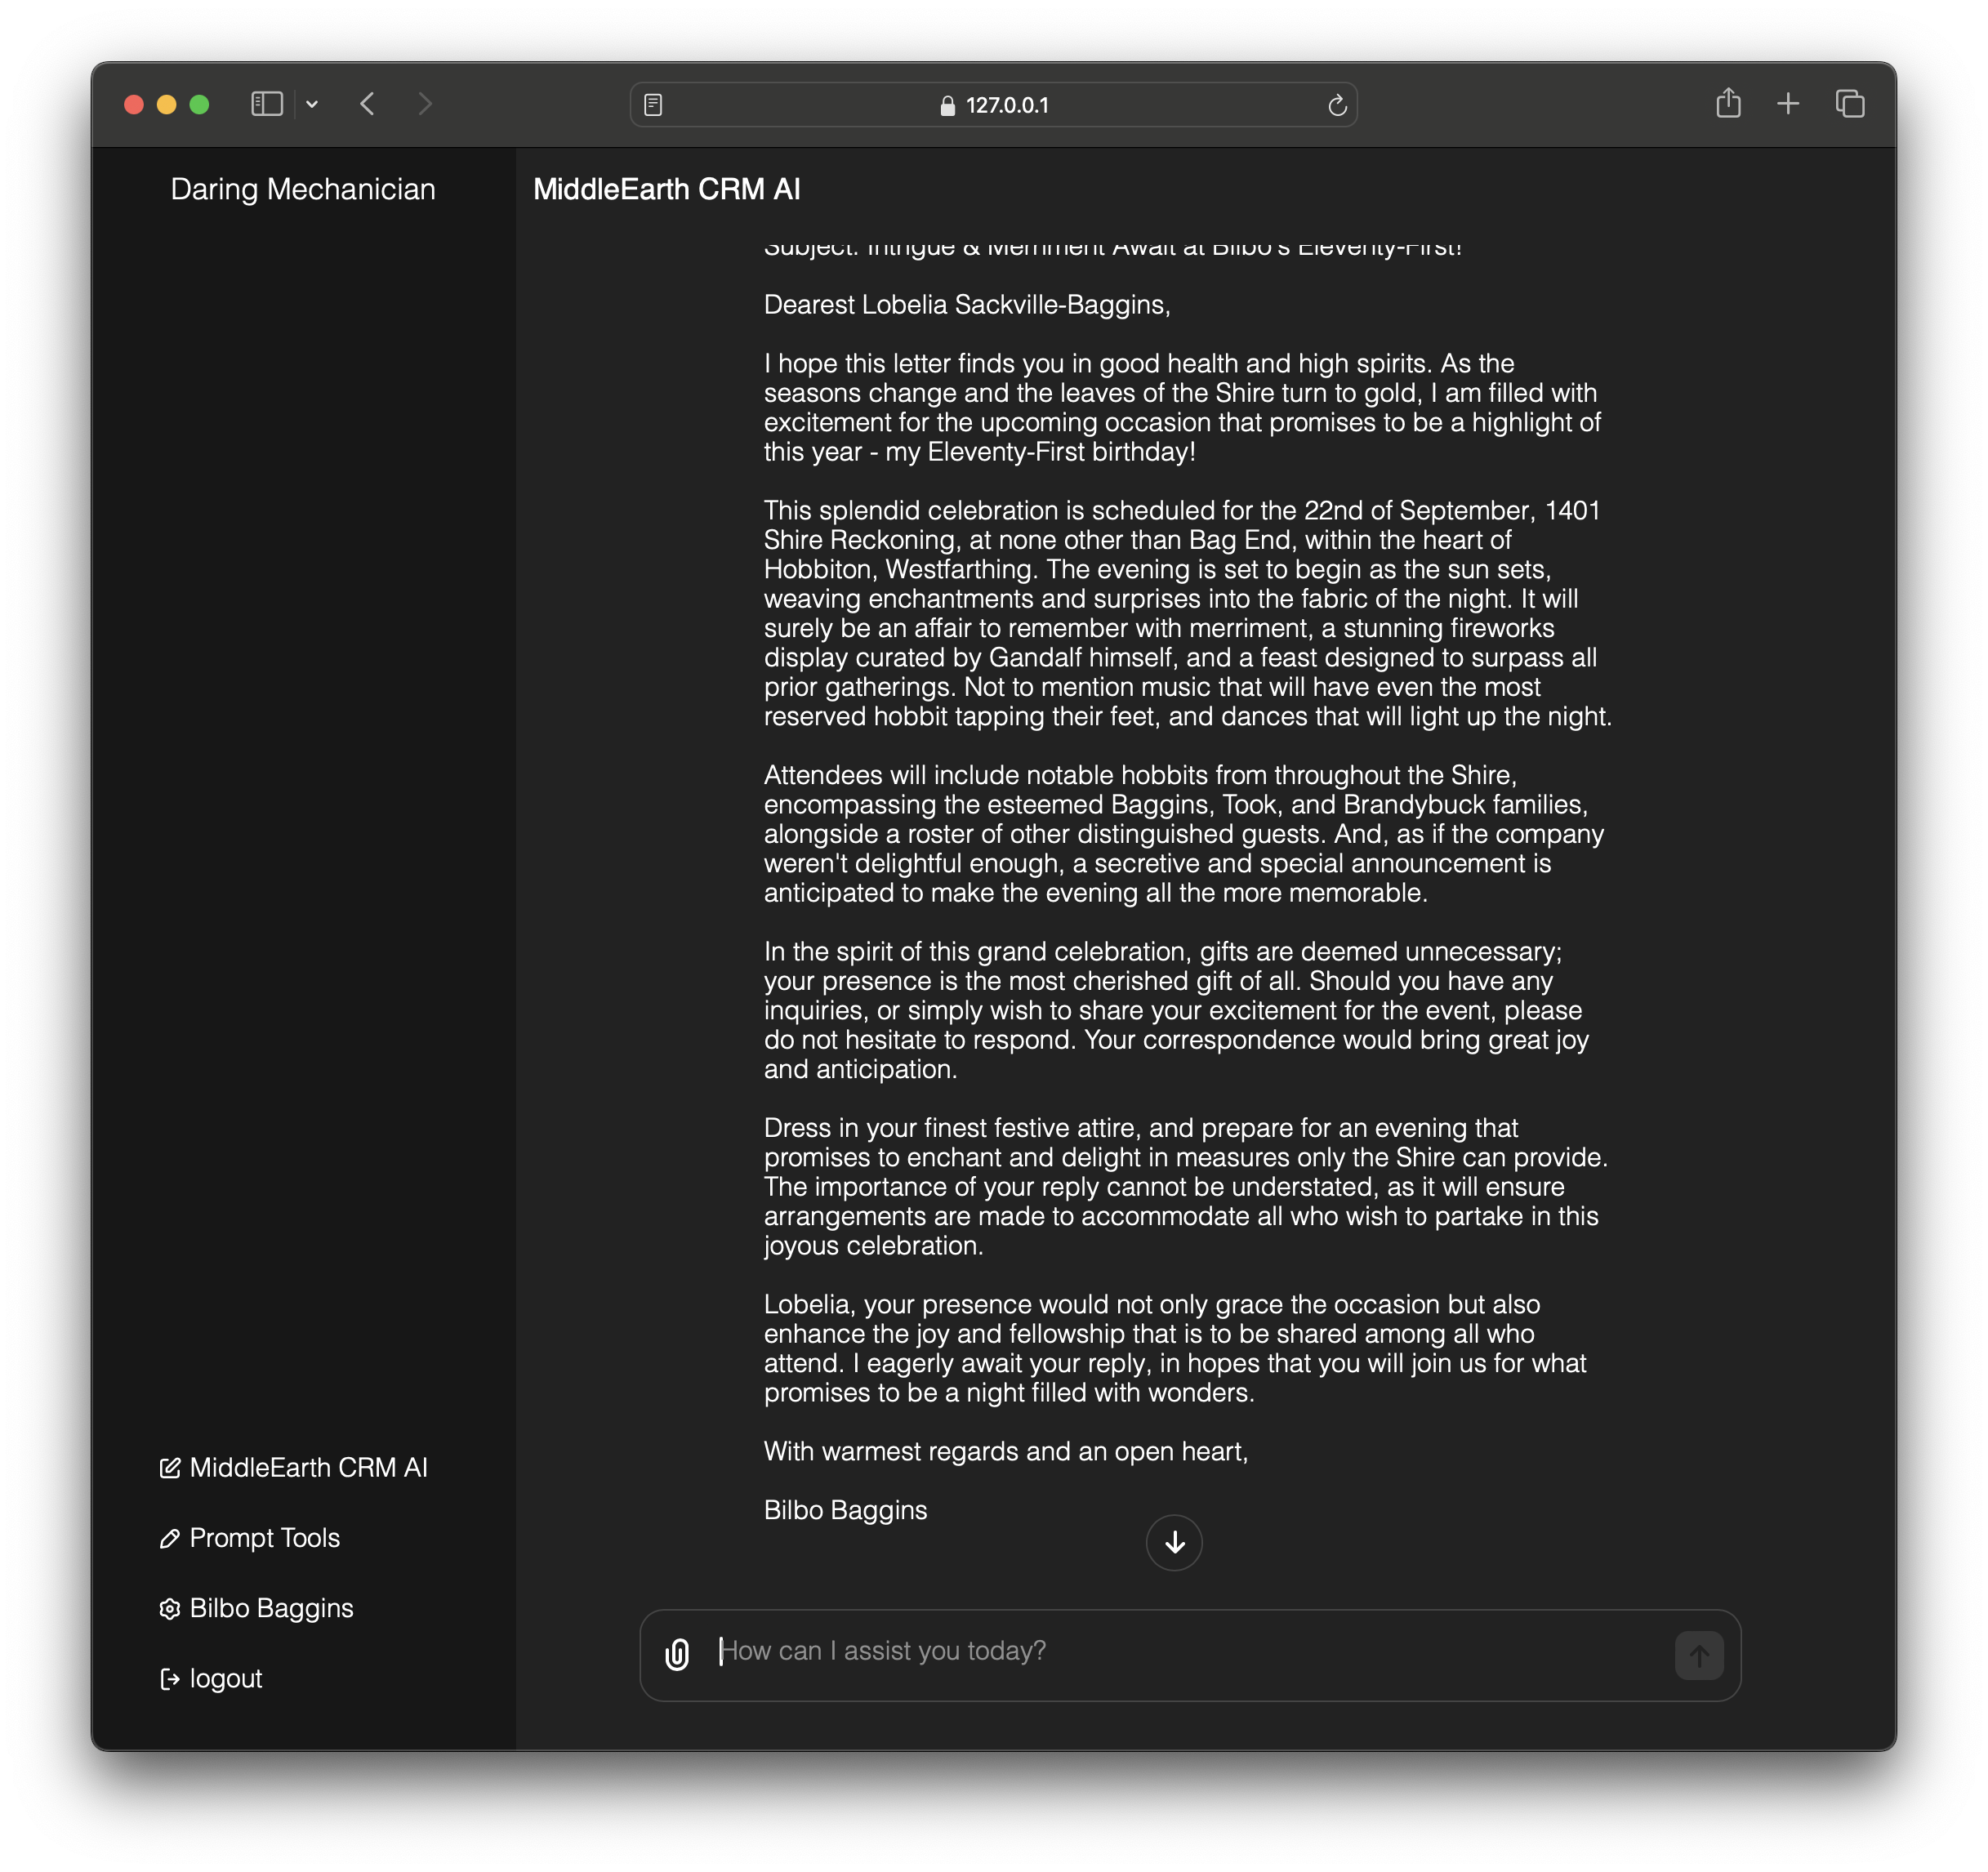 127.0.0.1
Daring Mechanician
MiddleEarth CRM AI
Subject: Intrigue & Merriment Await at Bilbo's Eleventy-First!
Dearest Lobelia Sackville-Baggins,
I hope this letter finds you in good health and high spirits. As the
seasons change and the leaves of the Shire turn to gold, I am filled with
excitement for the upcoming occasion that promises to be a highlight of
this year - my Eleventy-First birthday!
This splendid celebration is scheduled for the 22nd of September, 1401
Shire Reckoning, at none other than Bag End, within the heart of
Hobbiton, Westfarthing. The evening is set to begin as the sun sets,
weaving enchantments and surprises into the fabric of the night. It will
surely be an affair to remember with merriment, a stunning fireworks
display curated by Gandalf himself, and a feast designed to surpass all
prior gatherings. Not to mention music that will have even the most
reserved hobbit tapping their feet, and dances that will light up the night.
Attendees will include notable hobbits from throughout the Shire,
encompassing the esteemed Baggins, Took, and Brandybuck families,
alongside a roster of other distinguished guests. And, as if the company
weren't delightful enough, a secretive and special announcement is
anticipated to make the evening all the more memorable.
In the spirit of this grand celebration, gifts are deemed unnecessary;
your presence is the most cherished gift of all. Should you have any
inquiries, or simply wish to share your excitement for the event, please
do not hesitate to respond. Your correspondence would bring great joy
and anticipation.
Dress in your finest festive attire, and prepare for an evening that
promises to enchant and delight in measures only the Shire can provide.
The importance of your reply cannot be understated, as it will ensure
arrangements are made to accommodate all who wish to partake in this
joyous celebration.
Lobelia, your presence would not only grace the occasion but also
enhance the joy and fellowship that is to be shared among all who
attend. I eagerly await your reply, in hopes that you will join us for what
promises to be a night filled with wonders.
With warmest regards and an open heart,
Bilbo Baggins
MiddleEarth CRM AI
Prompt Tools
Bilbo Baggins
logout
How can I assist you today?